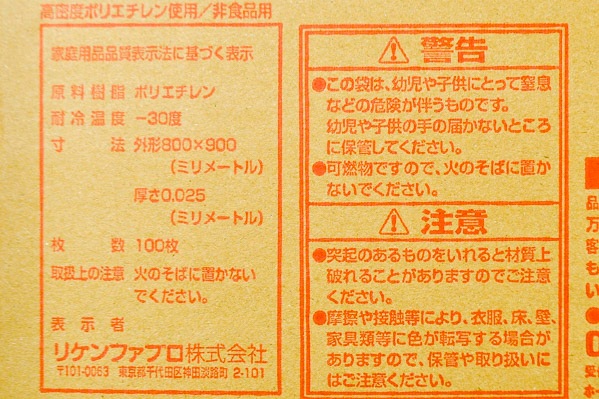 高密度ポリエチレン使用／非食品用
家庭用品品質表示法に基づく表示
原料樹脂 ポリエチレン
耐冷温度 −30度
寸法 外形800×900
(ミリメートル)
厚さ0.025
(ミリメートル)
枚数 100枚
取扱上の注意 火のそばに置かない
でください。
表示者
リケンファブロ株式会社
〒101-0063 東京都千代田区神田淡路町2-101
警告
●この袋は、幼児や子供にとって窒息
などの危険が伴うものです。
幼児や子供の手の届かないところ
に保管してください。
●可燃物ですので、火のそばに置か
ないでください。
注意
●突起のあるものをいれると材質上
破れることがありますのでご注意
ください。
●摩擦や接触等により、衣服、床、壁、
家具類等に色が転写する場合が
ありますので、保管や取り扱いに
はご注意ください。
品
万
客
も
い
受
ホー